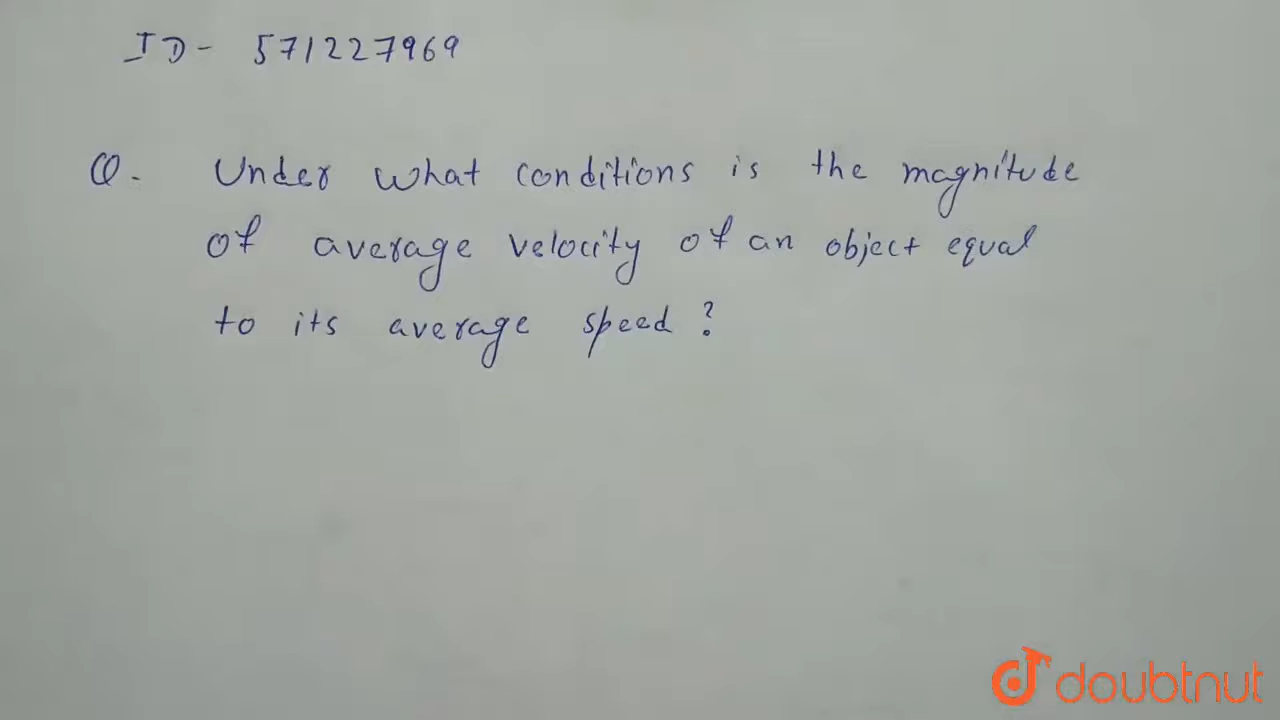 ID- 571227969
Q. Under what conditions is the magnitude
of average velocity of an object equal
to its average speed ?
doubtnut